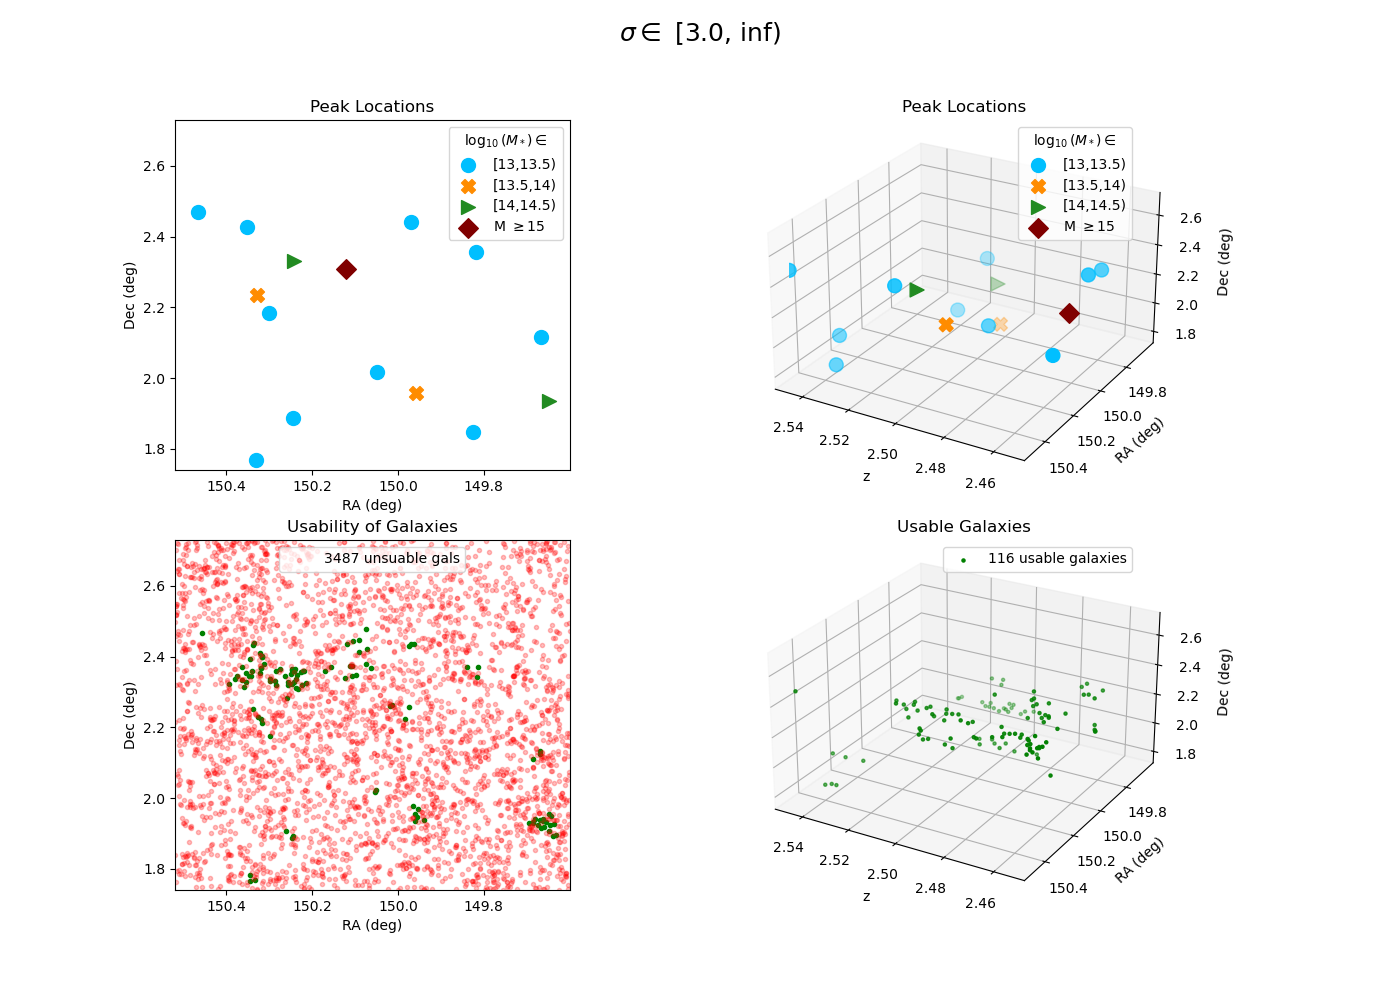 σ ∈ [3.0, inf)
Peak Locations
log₁₀(M*) ∈
[13,13.5)
[13.5,14)
[14,14.5)
M ≥15
2.6
2.4
2.2
2.0
1.8
Dec (deg)
150.4 150.2 150.0 149.8
RA (deg)
Peak Locations
log₁₀(M*) ∈
[13,13.5)
[13.5,14)
[14,14.5)
M ≥15
2.6
2.4
2.2
2.0
1.8
Dec (deg)
149.8
150.0
150.2
150.4
RA (deg)
2.54
2.52
2.50
2.48
2.46
z
Usability of Galaxies
3487 unsuable gals
2.6
2.4
2.2
2.0
1.8
Dec (deg)
150.4 150.2 150.0 149.8
RA (deg)
Usable Galaxies
116 usable galaxies
2.6
2.4
2.2
2.0
1.8
Dec (deg)
149.8
150.0
150.2
150.4
RA (deg)
2.54
2.52
2.50
2.48
2.46
z